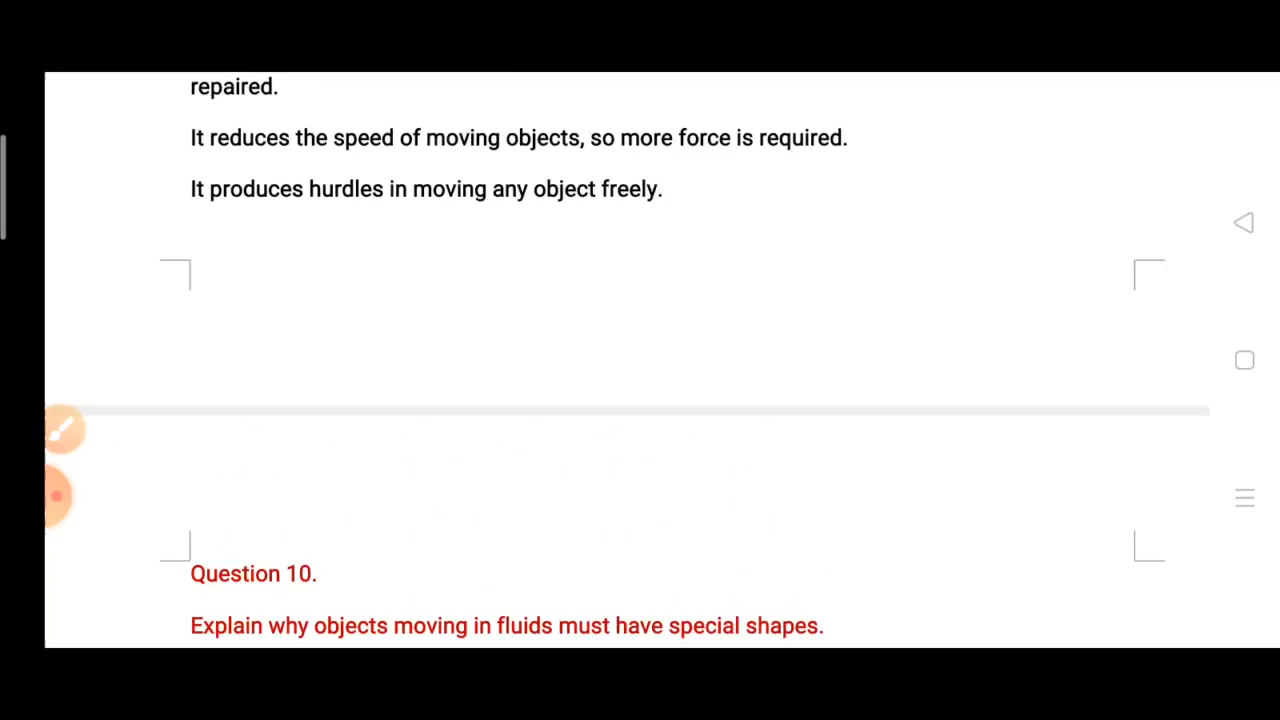 repaired.
It reduces the speed of moving objects, so more force is required.
It produces hurdles in moving any object freely.
Question 10.
Explain why objects moving in fluids must have special shapes.